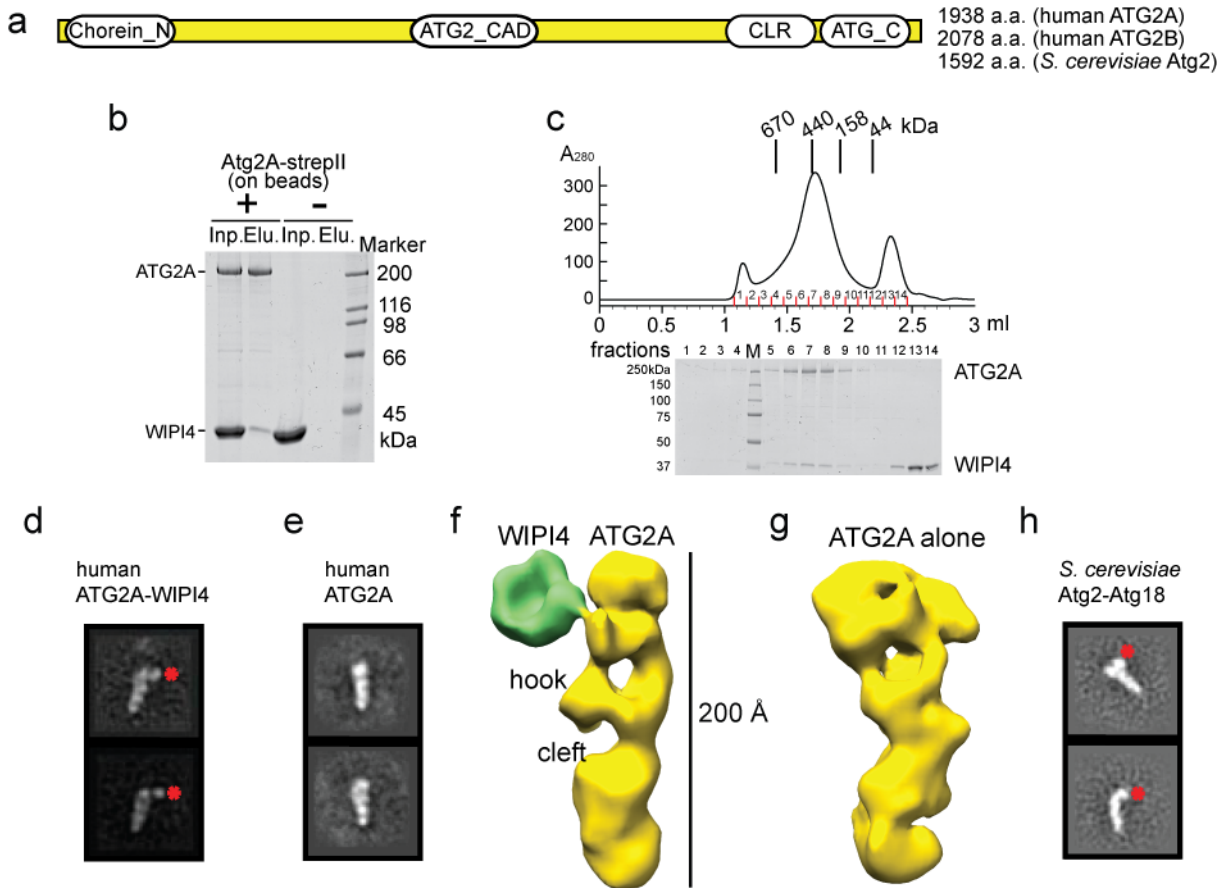 a
Chorein_N
ATG2_CAD
CLR
ATG_C
1938 a.a. (human ATG2A)
2078 a.a. (human ATG2B)
1592 a.a. (S. cerevisiae Atg2)
b
Atg2A-strepII
(on beads)
+ −
Inp. Elu. Inp. Elu. Marker
ATG2A
WIPI4
200
116
98
66
45
kDa
c
670 440 158 44 kDa
A280
300
200
100
0
1 2 3 4 5 6 7 8 9 10 11 12 13 14
0 0.5 1 1.5 2 2.5 3 ml
fractions 1 2 3 4 M 5 6 7 8 9 10 11 12 13 14
250kDa
150
100
75
50
37
ATG2A
WIPI4
d
human
ATG2A-WIPI4
e
human
ATG2A
f
WIPI4 ATG2A
hook
cleft
200 Å
g
ATG2A alone
h
S. cerevisiae
Atg2-Atg18